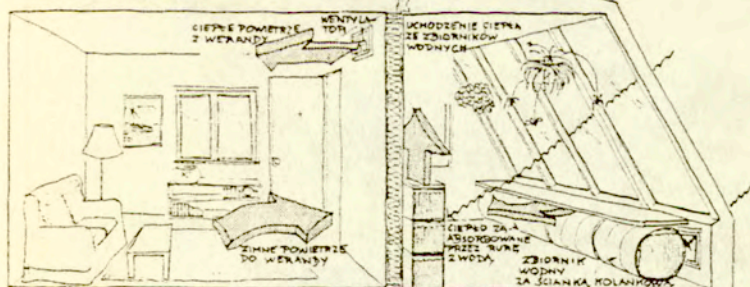 CIEPŁE POWIETRZE
Z WERANDY
WENTYLA-
TOR
UCHODZENIE CIEPŁA
ZE ZBIORNIKÓW
WODNYCH
ZIMNE POWIETRZE
DO WERANDY
CIEPŁO ZA-
ABSORBOWANE
PRZEZ RURĘ
Z WODĄ
ZBIORNIK
WODNY
ZA ŚCIANKĄ KOLANKOWĄ